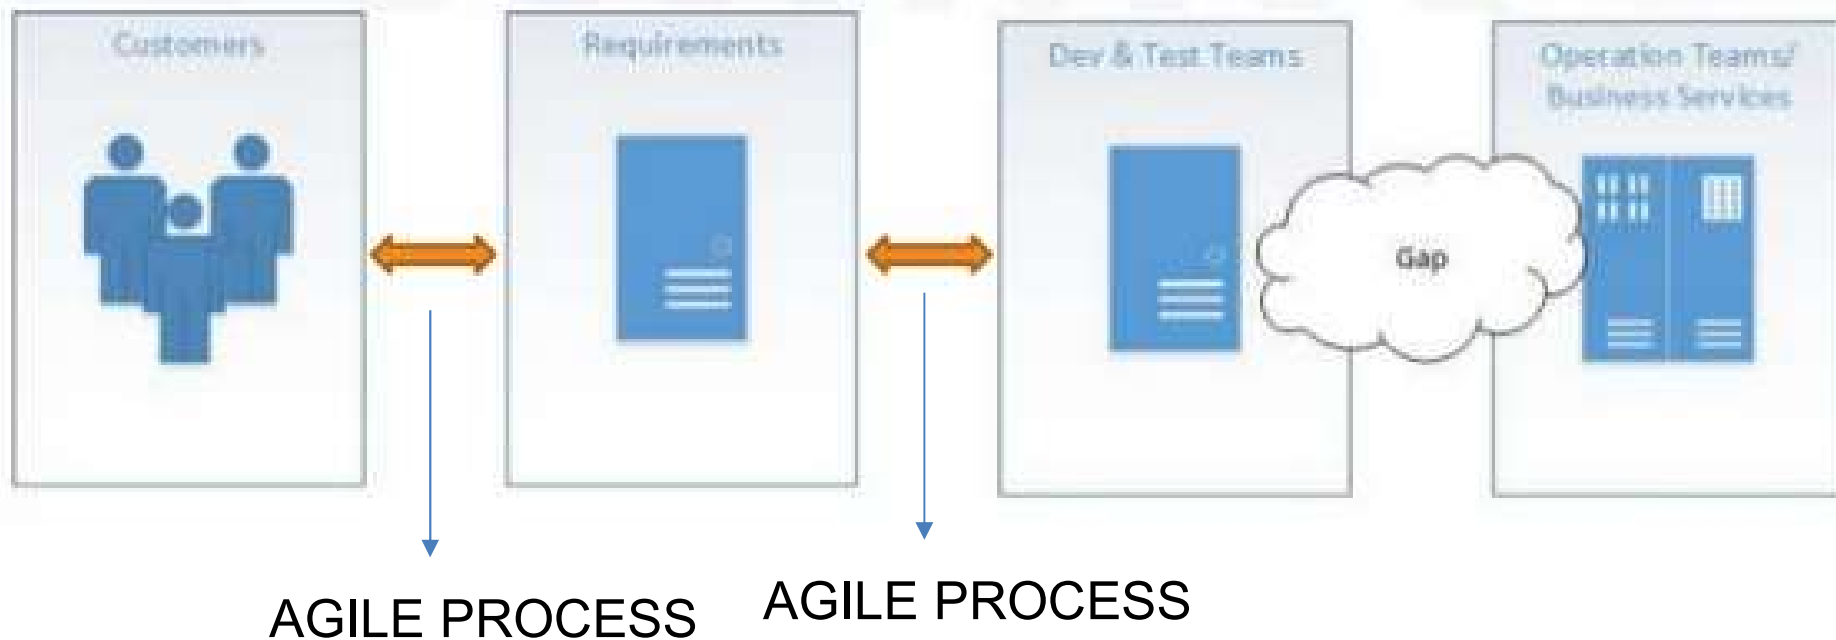 Customers
Requirements
Dev & Test Teams
Operation Teams/
Business Services
Gap
AGILE PROCESS
AGILE PROCESS